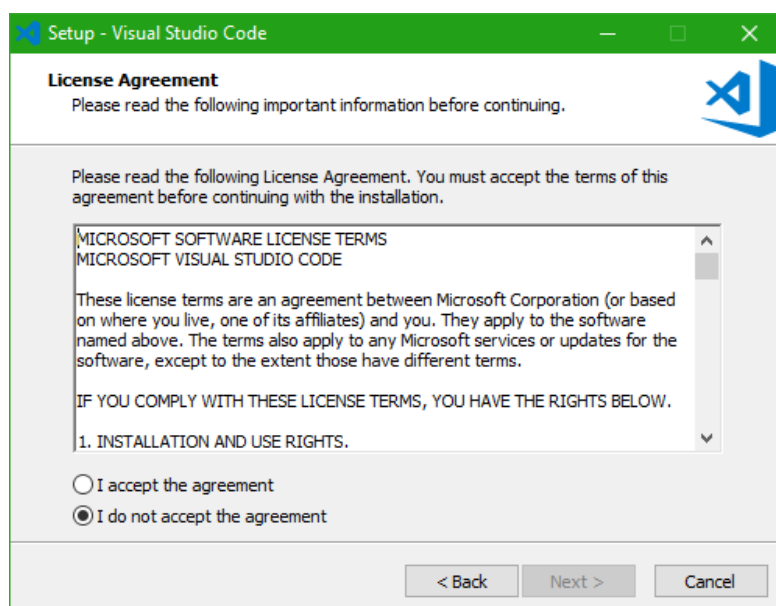 Setup - Visual Studio Code
License Agreement
Please read the following important information before continuing.
Please read the following License Agreement. You must accept the terms of this
agreement before continuing with the installation.
MICROSOFT SOFTWARE LICENSE TERMS
MICROSOFT VISUAL STUDIO CODE
These license terms are an agreement between Microsoft Corporation (or based
on where you live, one of its affiliates) and you. They apply to the software
named above. The terms also apply to any Microsoft services or updates for the
software, except to the extent those have different terms.
IF YOU COMPLY WITH THESE LICENSE TERMS, YOU HAVE THE RIGHTS BELOW.
1. INSTALLATION AND USE RIGHTS.
I accept the agreement
I do not accept the agreement
< Back Next > Cancel